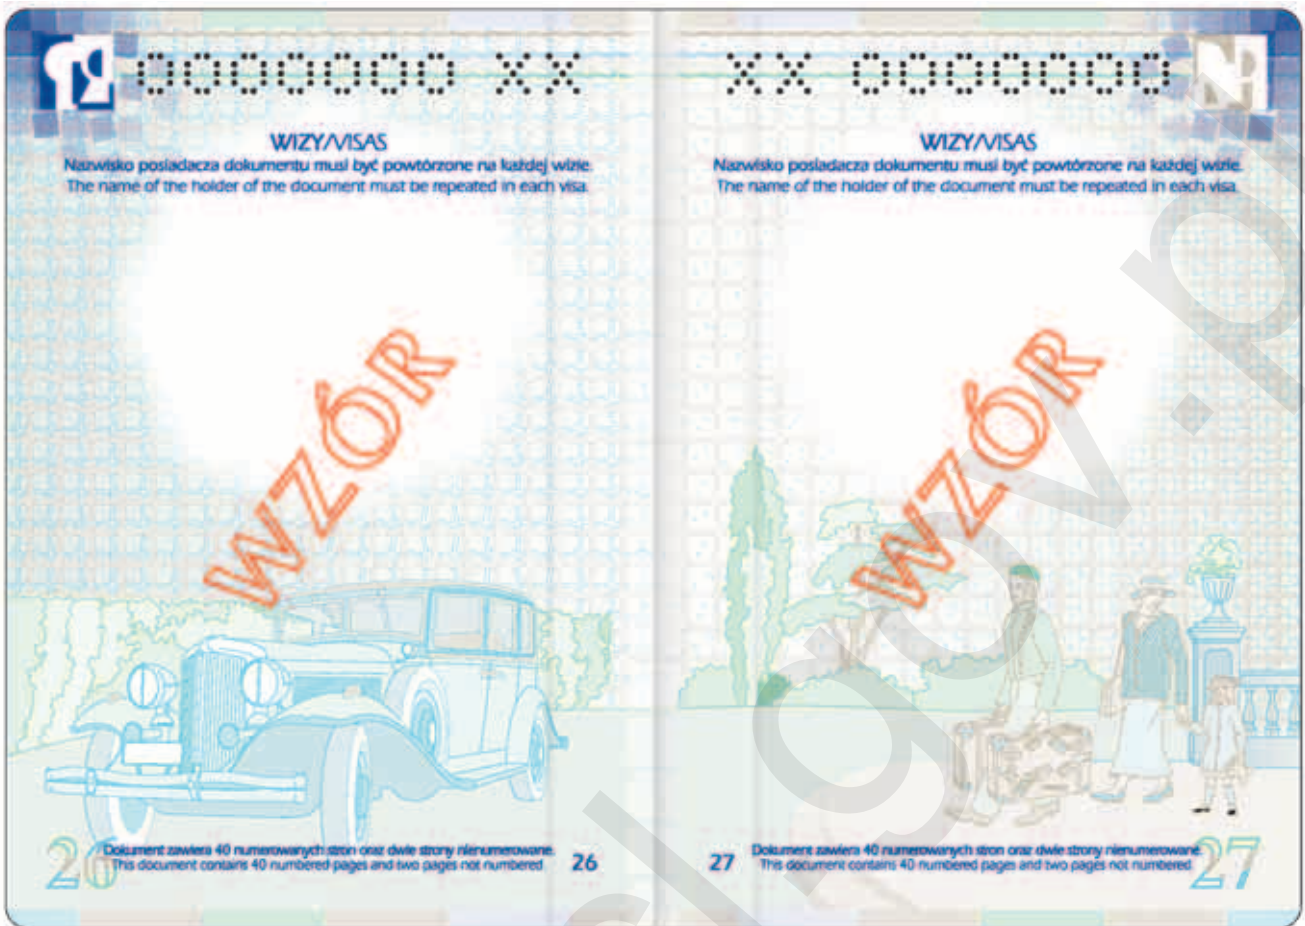 0000000 XX
WIZY/VISAS
Nazwisko posiadacza dokumentu musi być powtórzone na każdej wizie.
The name of the holder of the document must be repeated in each visa.
WZÓR
26
Dokument zawiera 40 numerowanych stron oraz dwie strony nienumerowane.
This document contains 40 numbered pages and two pages not numbered
26
XX 0000000
WIZY/VISAS
Nazwisko posiadacza dokumentu musi być powtórzone na każdej wizie.
The name of the holder of the document must be repeated in each visa.
WZÓR
27
Dokument zawiera 40 numerowanych stron oraz dwie strony nienumerowane.
This document contains 40 numbered pages and two pages not numbered
27
gov.p